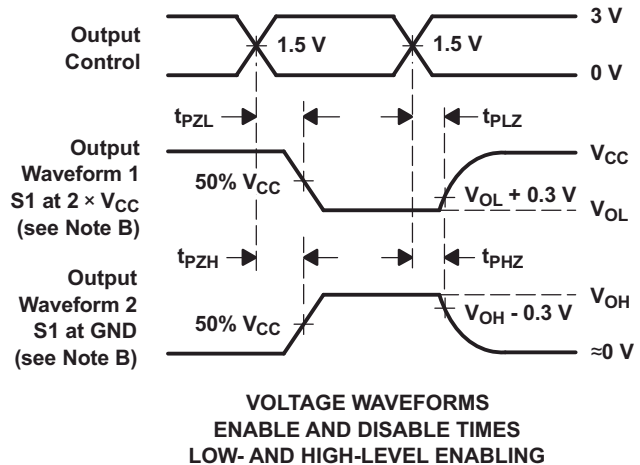 Output
Control
1.5 V
1.5 V
3 V
0 V
tPZL
tPLZ
Output
Waveform 1
S1 at 2 × VCC
(see Note B)
50% VCC
VCC
VOL + 0.3 V
VOL
tPZH
tPHZ
Output
Waveform 2
S1 at GND
(see Note B)
50% VCC
VOH
VOH - 0.3 V
≈0 V
VOLTAGE WAVEFORMS
ENABLE AND DISABLE TIMES
LOW- AND HIGH-LEVEL ENABLING